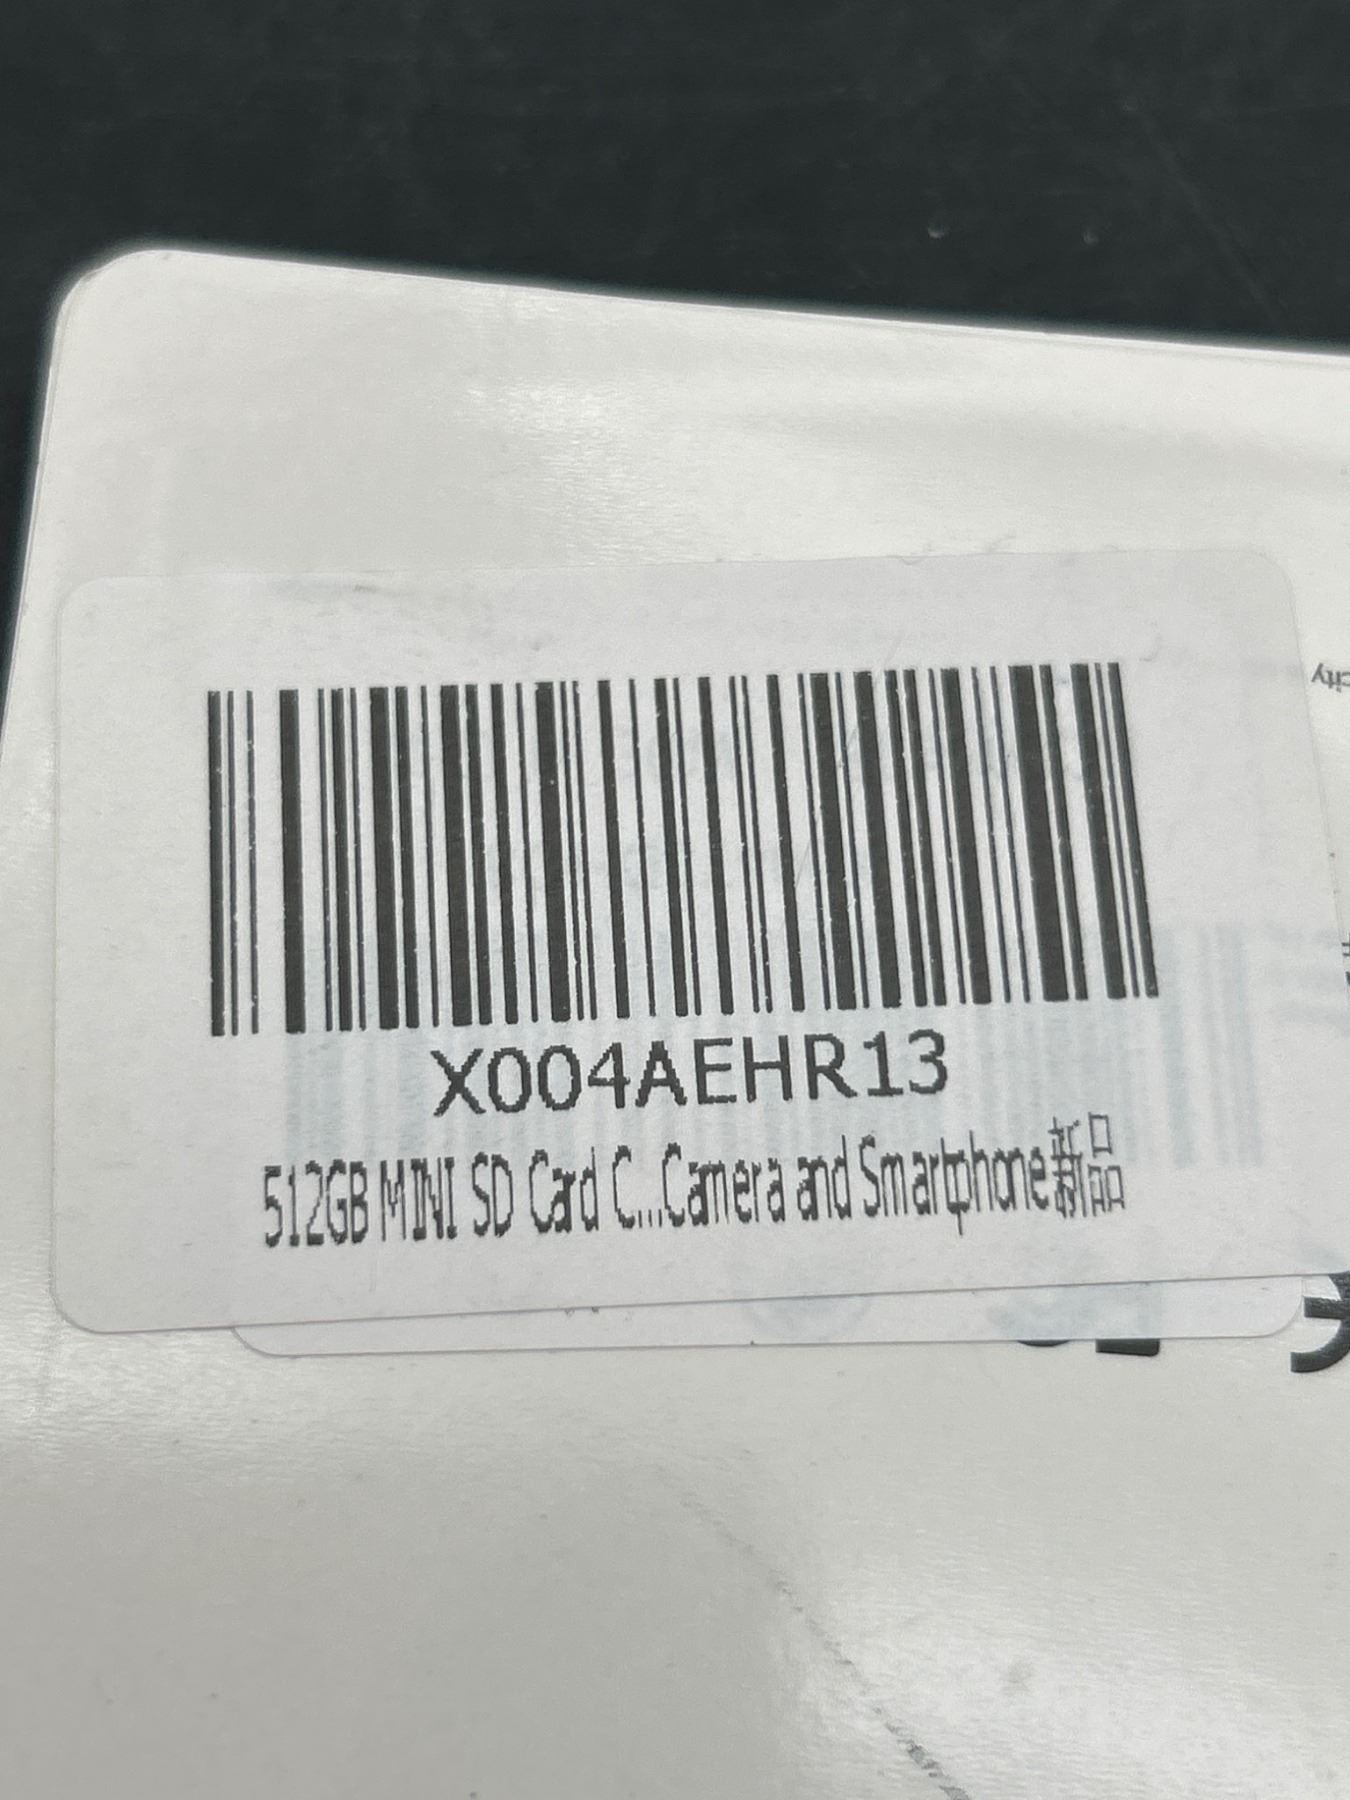 city
X004AEHR13
512GB MINI SD Card C...Camera and Smartphone新品